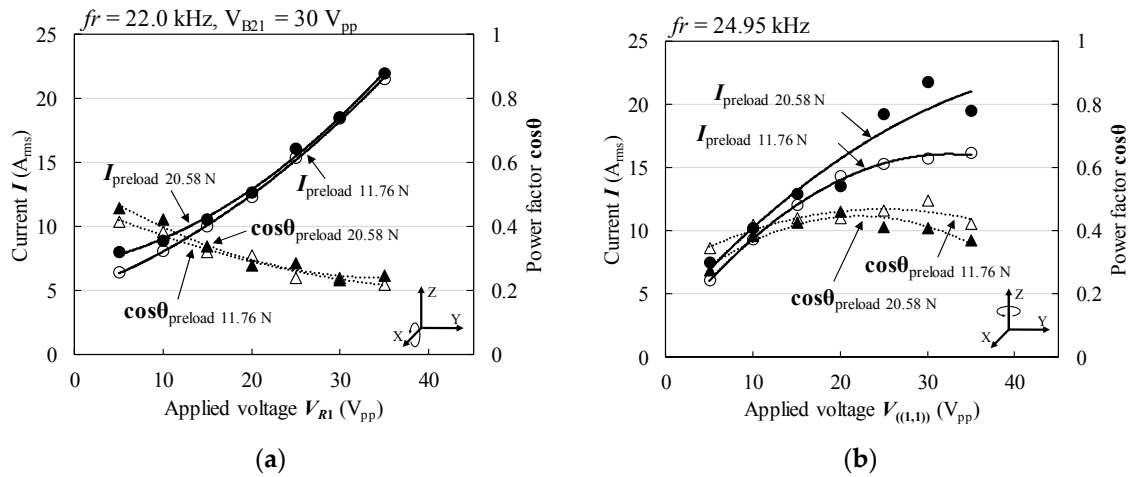 fr = 22.0 kHz, V_B21 = 30 V_pp
25
20
15
10
5
0
1
0.8
0.6
0.4
0.2
0
0
10
20
30
40
Current I (A_rms)
Power factor cosθ
I_preload 20.58 N
I_preload 11.76 N
cosθ_preload 20.58 N
cosθ_preload 11.76 N
Z
Y
X
Applied voltage V_R1 (V_pp)
(a)
fr = 24.95 kHz
25
20
15
10
5
0
1
0.8
0.6
0.4
0.2
0
0
10
20
30
40
Current I (A_rms)
Power factor cosθ
I_preload 20.58 N
I_preload 11.76 N
cosθ_preload 11.76 N
cosθ_preload 20.58 N
Z
Y
X
Applied voltage V_((1,1)) (V_pp)
(b)